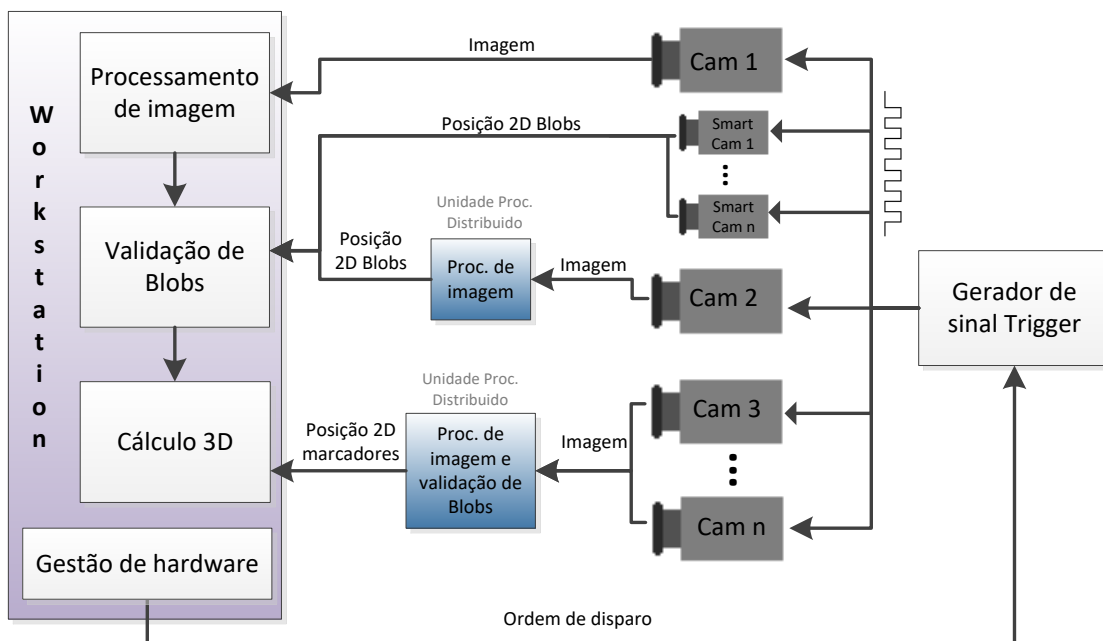 Workstation
Processamento
de imagem
Validação de
Blobs
Cálculo 3D
Gestão de hardware
Imagem
Posição 2D Blobs
Posição
2D Blobs
Unidade Proc.
Distribuido
Proc. de
imagem
Imagem
Unidade Proc.
Distribuido
Posição 2D
marcadores
Proc. de
imagem e
validação de
Blobs
Imagem
Cam 1
Smart
Cam 1
...
Smart
Cam n
Cam 2
Cam 3
...
Cam n
Gerador de
sinal Trigger
Ordem de disparo